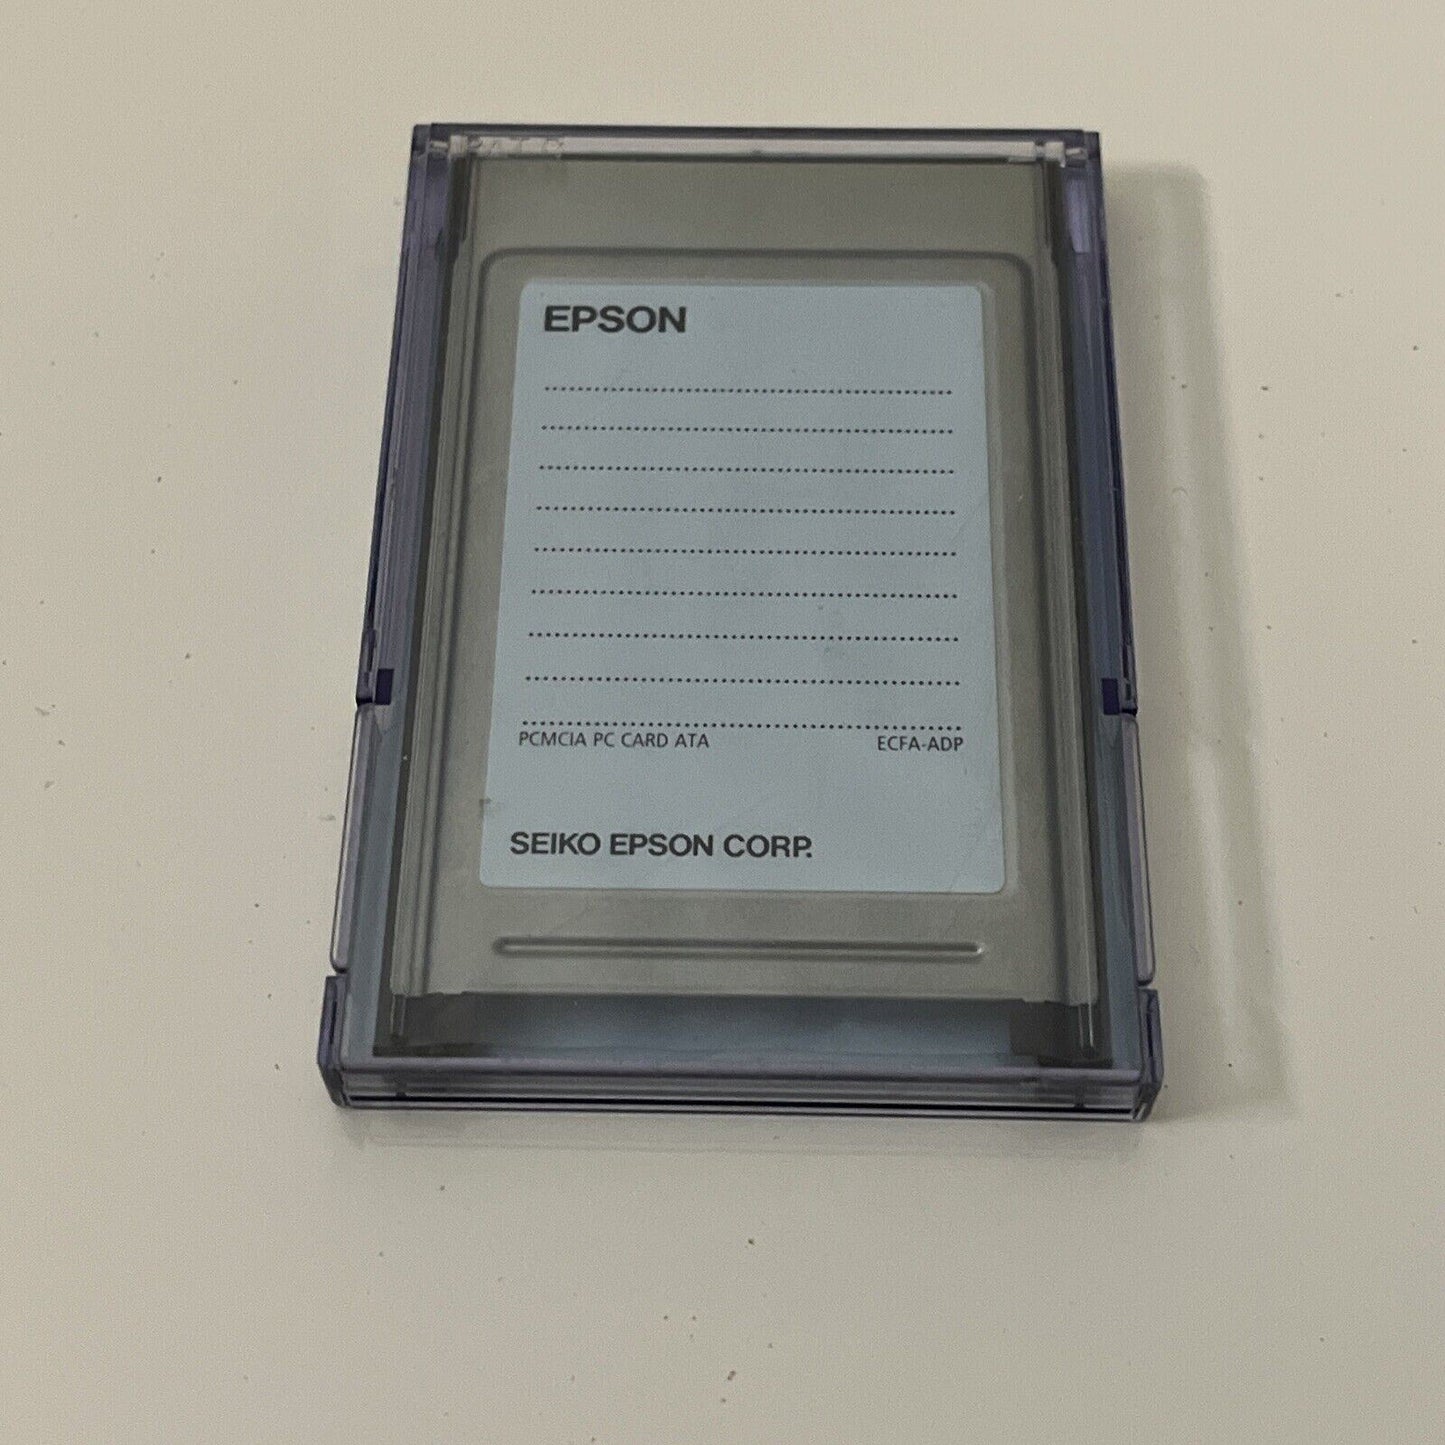 EPSON
PCMCIA PC CARD ATA ECFA-ADP
SEIKO EPSON CORP.